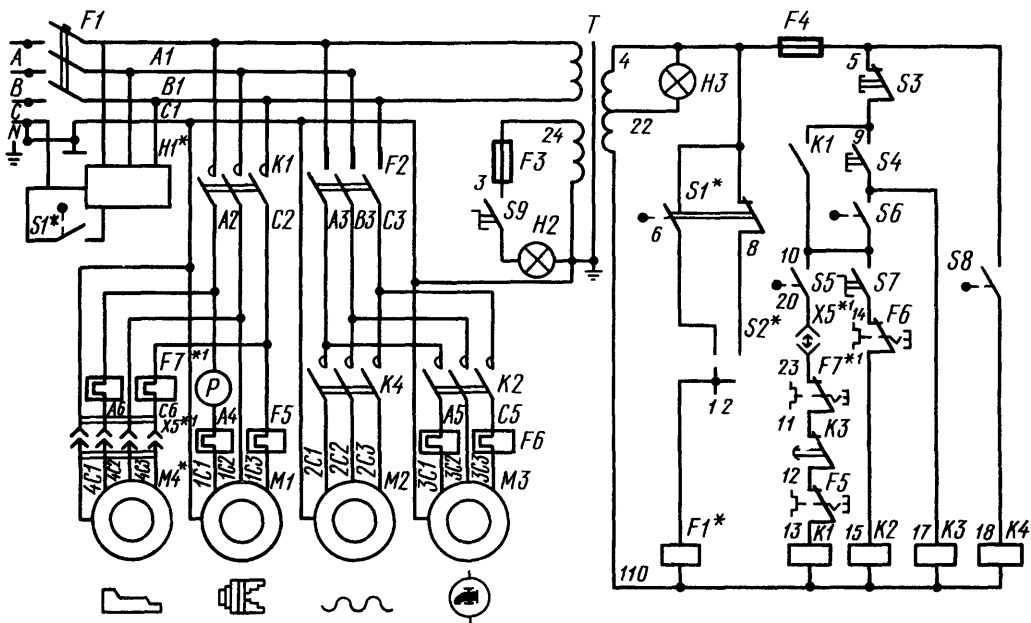 F1
A
A1
B
B1
C
C1
N
H1*
S1*
K1
A2
C2
F2
A3
B3
C3
T
24
F3
3
S9
H2
4
H3
22
F4
5
S3
K1
9
S4
S1*
6
8
S6
10
S5
20
S7
S8
S2*
X5*¹
14
F6
23
F7*¹
1 2
11
K3
12
F5
F7*¹
A6
C6
X5*¹
P
A4
F5
K4
K2
A5
C5
F6
4C1
4C2
4C3
M4*
1C1
1C2
1C3
M1
2C1
2C2
2C3
M2
3C1
3C2
3C3
M3
F1*
13
K1
15
K2
17
K3
18
K4
110